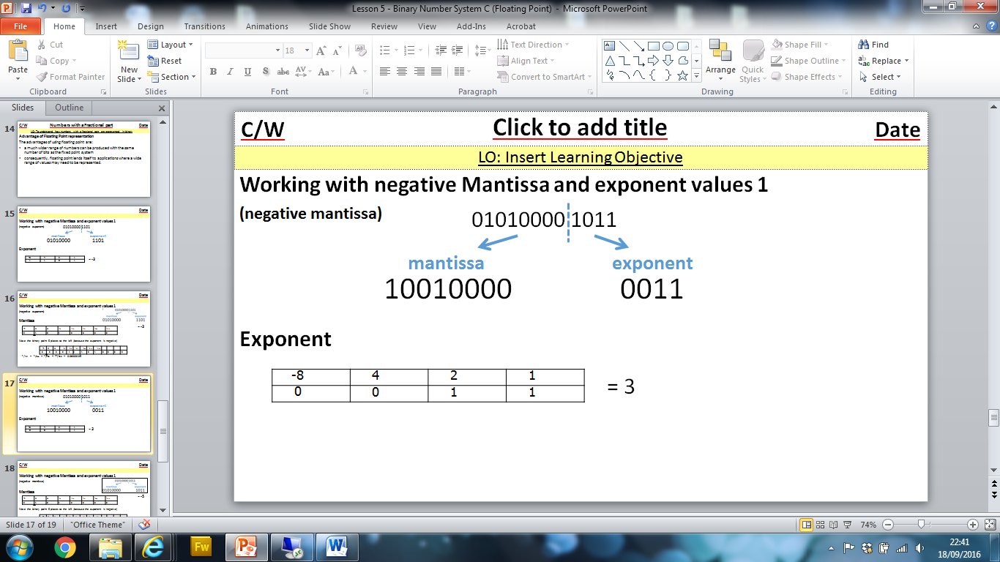 Lesson 5 - Binary Number System C (Floating Point) - Microsoft PowerPoint
File Home Insert Design Transitions Animations Slide Show Review View Add-Ins Acrobat
Paste
Cut
Copy
Format Painter
Clipboard
New Slide
Layout
Reset
Section
Slides
18
Font
Text Direction
Align Text
Convert to SmartArt
Paragraph
Arrange
Quick Styles
Shape Fill
Shape Outline
Shape Effects
Drawing
Find
Replace
Select
Editing
Slides Outline
14
C/W Numbers with a Fractional part Date
Advantage of Floating Point representation
The advantages of using floating point are:
a much wider range of numbers can be produced with the same number of bits as the fixed point system
consequently, floating point lends itself to applications where a wide range of values may need to be represented.
15
C/W Date
Working with negative Mantissa and exponent values 1
(negative exponent) 01010000 1101
mantissa exponent
01010000 1101
Exponent
= -3
16
C/W Date
Working with negative Mantissa and exponent values 1
(negative exponent) 01010000 1101
mantissa exponent
Mantissa 01010000 1101
= -3
17
C/W Date
Working with negative Mantissa and exponent values 1
(negative mantissa) 01010000 1011
mantissa exponent
10010000 0011
Exponent
= 3
18
C/W Date
Working with negative Mantissa and exponent values 1
(negative mantissa) 01010000 1011
mantissa exponent
Mantissa 01010000 1011
C/W Click to add title Date
LO: Insert Learning Objective
Working with negative Mantissa and exponent values 1
(negative mantissa) 01010000 1011
mantissa exponent
10010000 0011
Exponent
-8 4 2 1
0 0 1 1
= 3
Slide 17 of 19 "Office Theme" 74%
22:41
18/09/2016